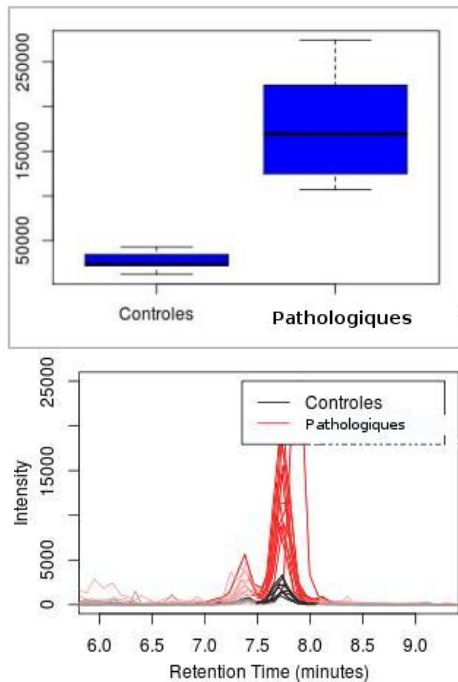 250000
150000
50000
Controles
Pathologiques
25000
15000
5000
0
Intensity
Controles
Pathologiques
6.0 6.5 7.0 7.5 8.0 8.5 9.0
Retention Time (minutes)